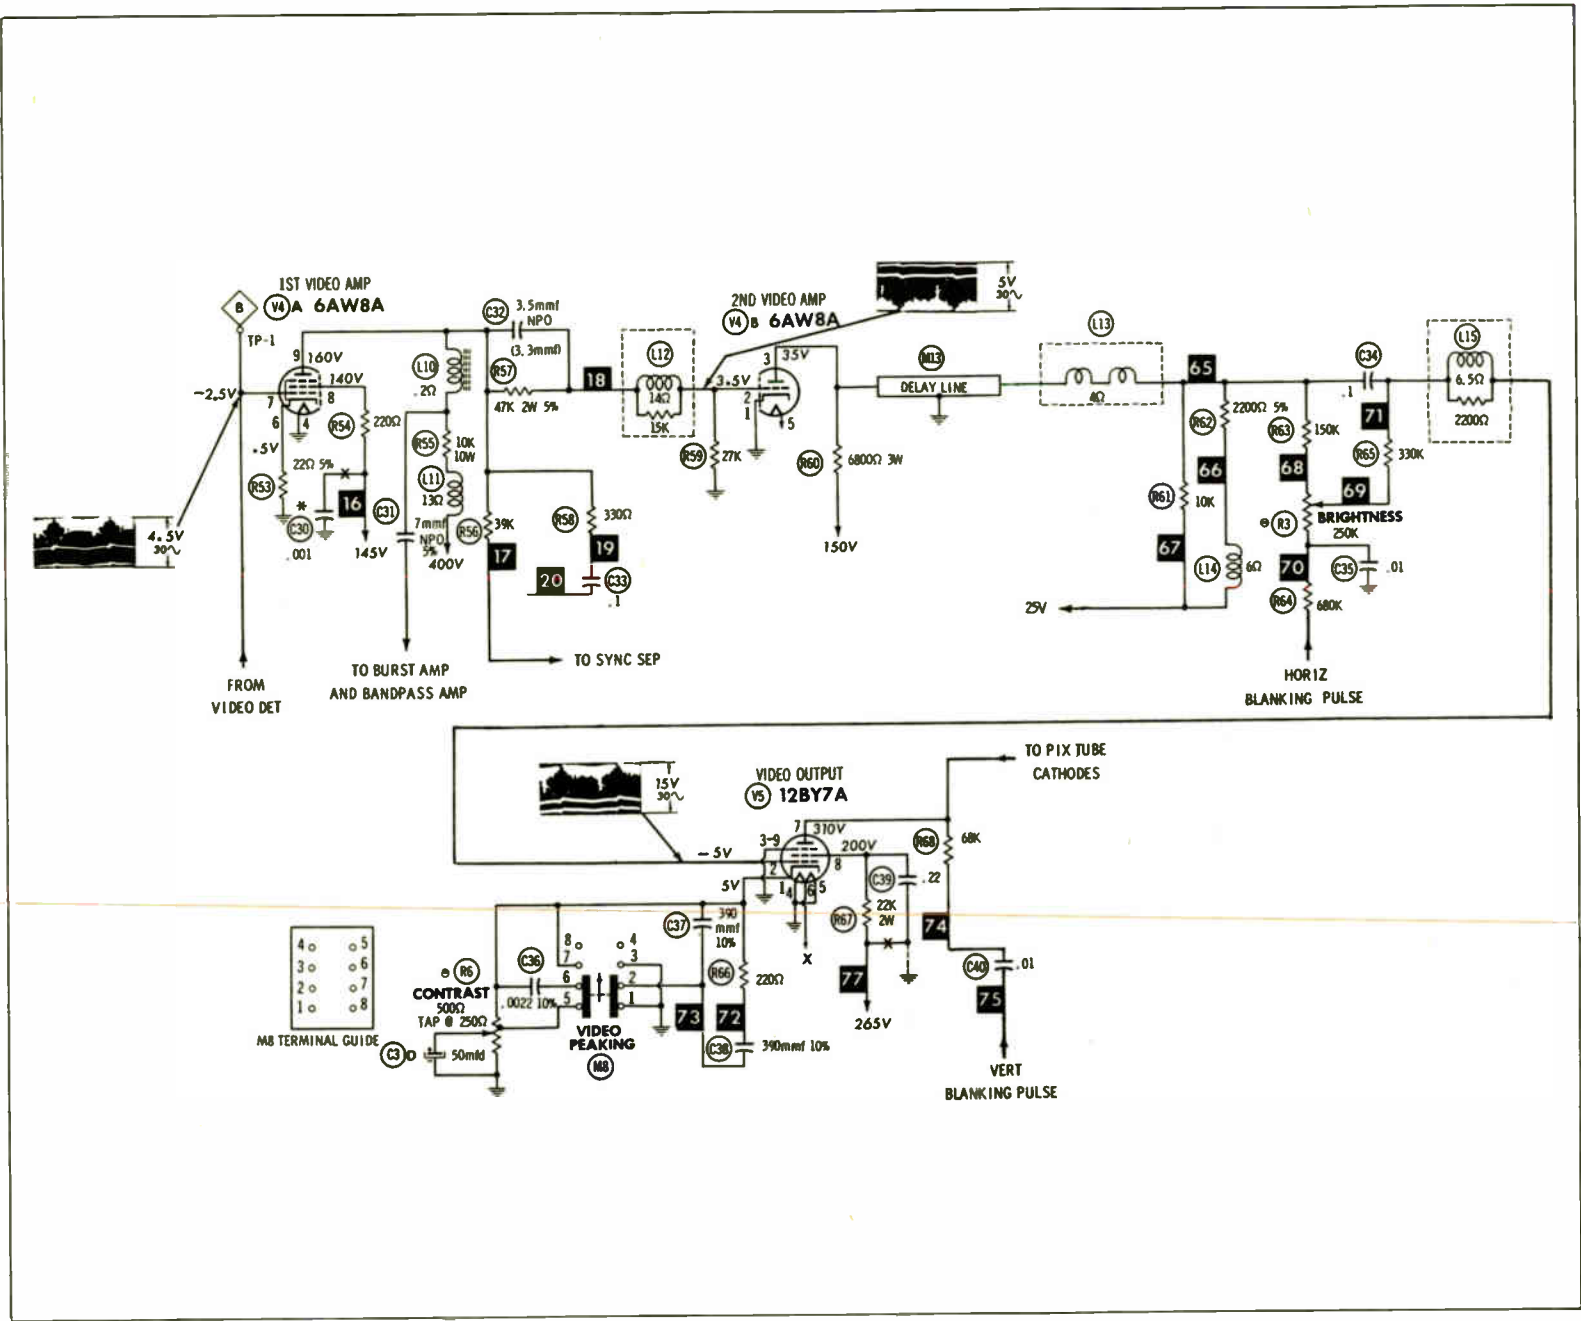 1ST VIDEO AMP
B
V4 A 6AW8A
TP-1
9 160V
140V
8
-2.5V
7
6
4
.5V
R54 220Ω
22Ω 5%
R53
*
C30
.001
16
145V
4.5V
30~
FROM
VIDEO DET
L10
.2Ω
R55 10K
10W
L11
13Ω
C31
7mmf
NPO
5%
400V
TO BURST AMP
AND BANDPASS AMP
C32 3.5mmf
NPO
(3.3mmf)
R57
47K 2W 5%
18
R56 39K
17
R58 330Ω
19
20
C33
.1
TO SYNC SEP
L12
14Ω
15K
2ND VIDEO AMP
V4 B 6AW8A
5V
30~
3 35V
3.5V
2
1
5
R59 27K
R60 6800Ω 3W
150V
M13
DELAY LINE
L13
4Ω
65
R62 2200Ω 5%
66
R61 10K
67
L14 6Ω
25V
R63 150K
68
69
R3 BRIGHTNESS
250K
70
C35 .01
R64 680K
HORIZ
BLANKING PULSE
C34
.1
71
R65 330K
L15
6.5Ω
2200Ω
15V
30~
VIDEO OUTPUT
V5 12BY7A
7 310V
3-9
200V
8
-5V
2
5V
1
4
6
5
X
TO PIX TUBE
CATHODES
R68 68K
C39 .22
R67 22K
2W
77
265V
74
C40 .01
75
VERT
BLANKING PULSE
C37 390
mmf
10%
R66 220Ω
73
72
C38 390mmf 10%
8 4
7 3
6 2
5 1
VIDEO
PEAKING
M8
C36
.0022 10%
R6
CONTRAST
500Ω
TAP @ 250Ω
C3 D 50mfd
4 5
3 6
2 7
1 8
M8 TERMINAL GUIDE